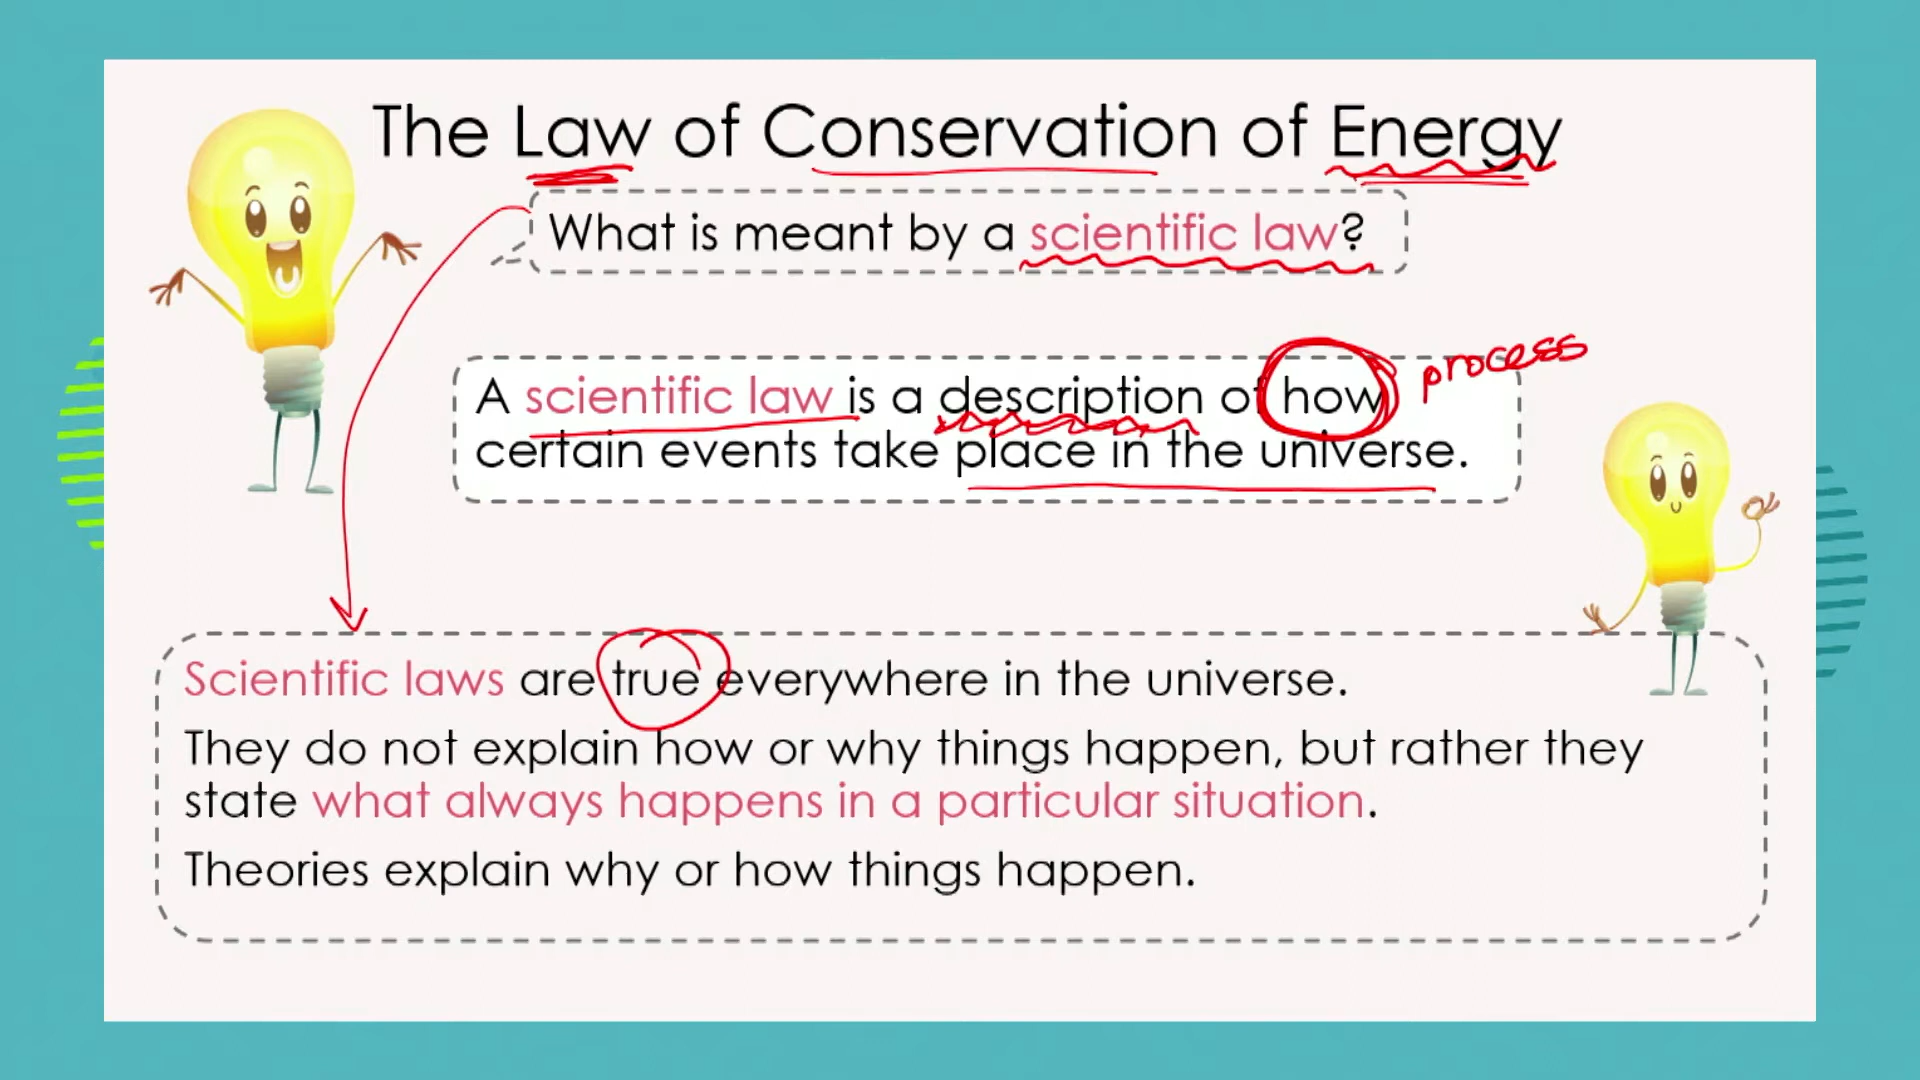 The Law of Conservation of Energy
What is meant by a scientific law?
process
A scientific law is a description of how
certain events take place in the universe.
Scientific laws are true everywhere in the universe.
They do not explain how or why things happen, but rather they
state what always happens in a particular situation.
Theories explain why or how things happen.